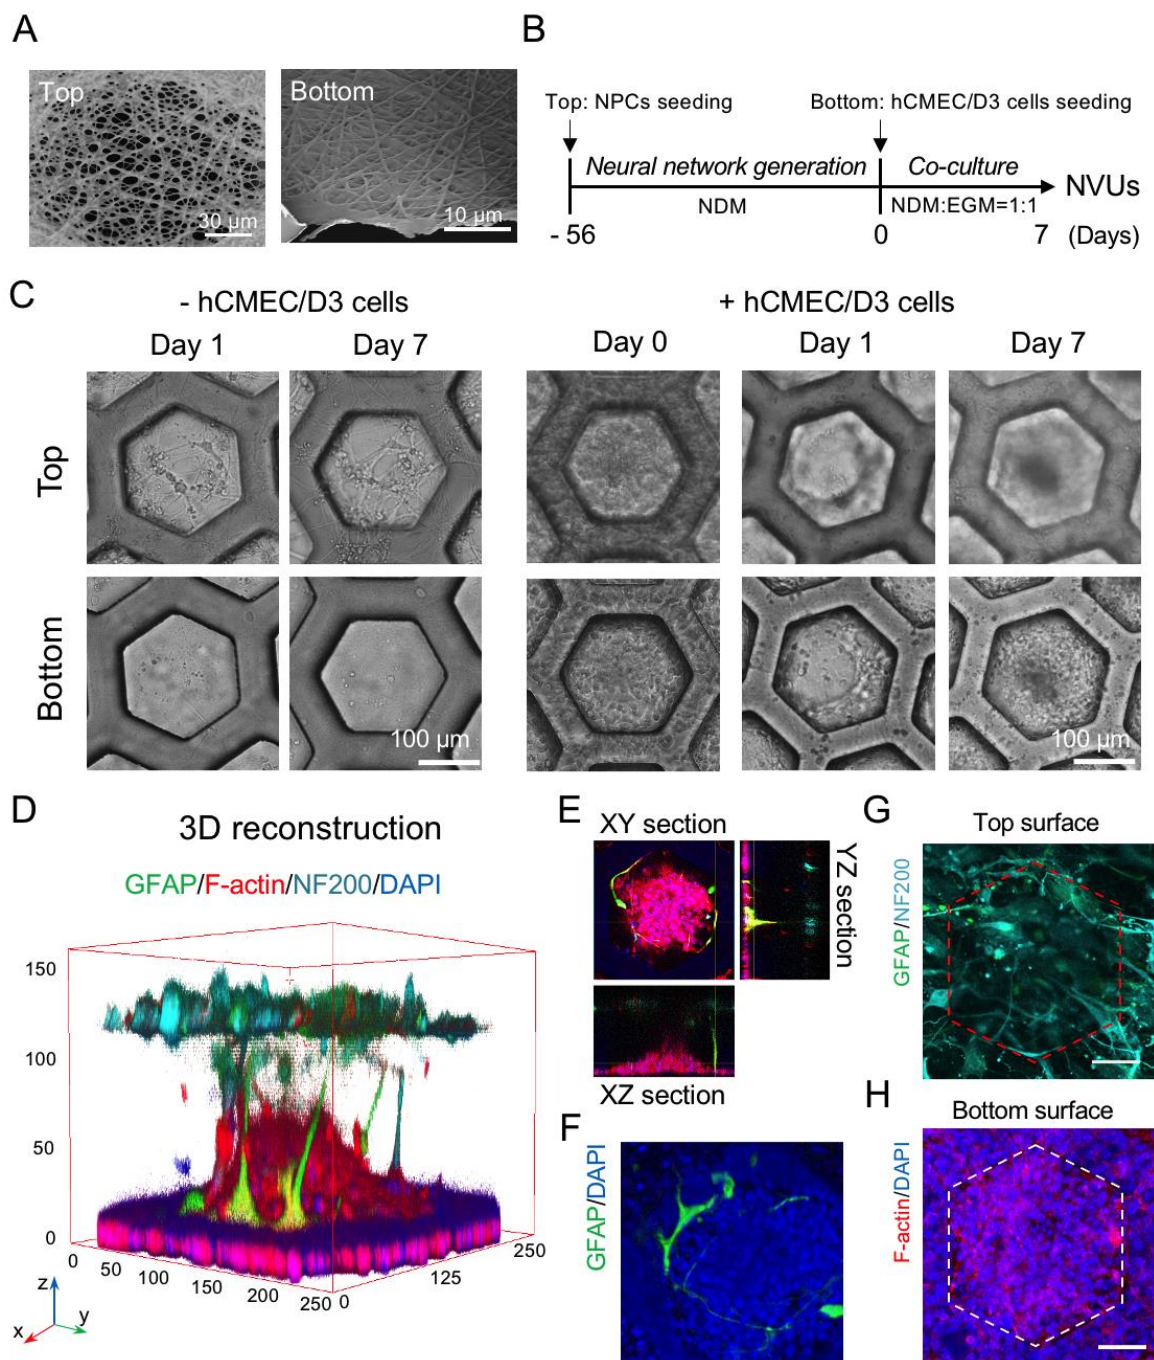 A
Top
30 µm
Bottom
10 µm
B
Top: NPCs seeding
Bottom: hCMEC/D3 cells seeding
Neural network generation
Co-culture
NVUs
NDM
NDM:EGM=1:1
- 56
0
7
(Days)
C
- hCMEC/D3 cells
+ hCMEC/D3 cells
Day 1
Day 7
Day 0
Day 1
Day 7
Top
Bottom
100 µm
100 µm
D
3D reconstruction
GFAP/F-actin/NF200/DAPI
150
100
50
0
0
50
100
150
200
250
0
125
250
z
y
x
E
XY section
YZ section
XZ section
F
GFAP/DAPI
G
Top surface
GFAP/NF200
H
Bottom surface
F-actin/DAPI